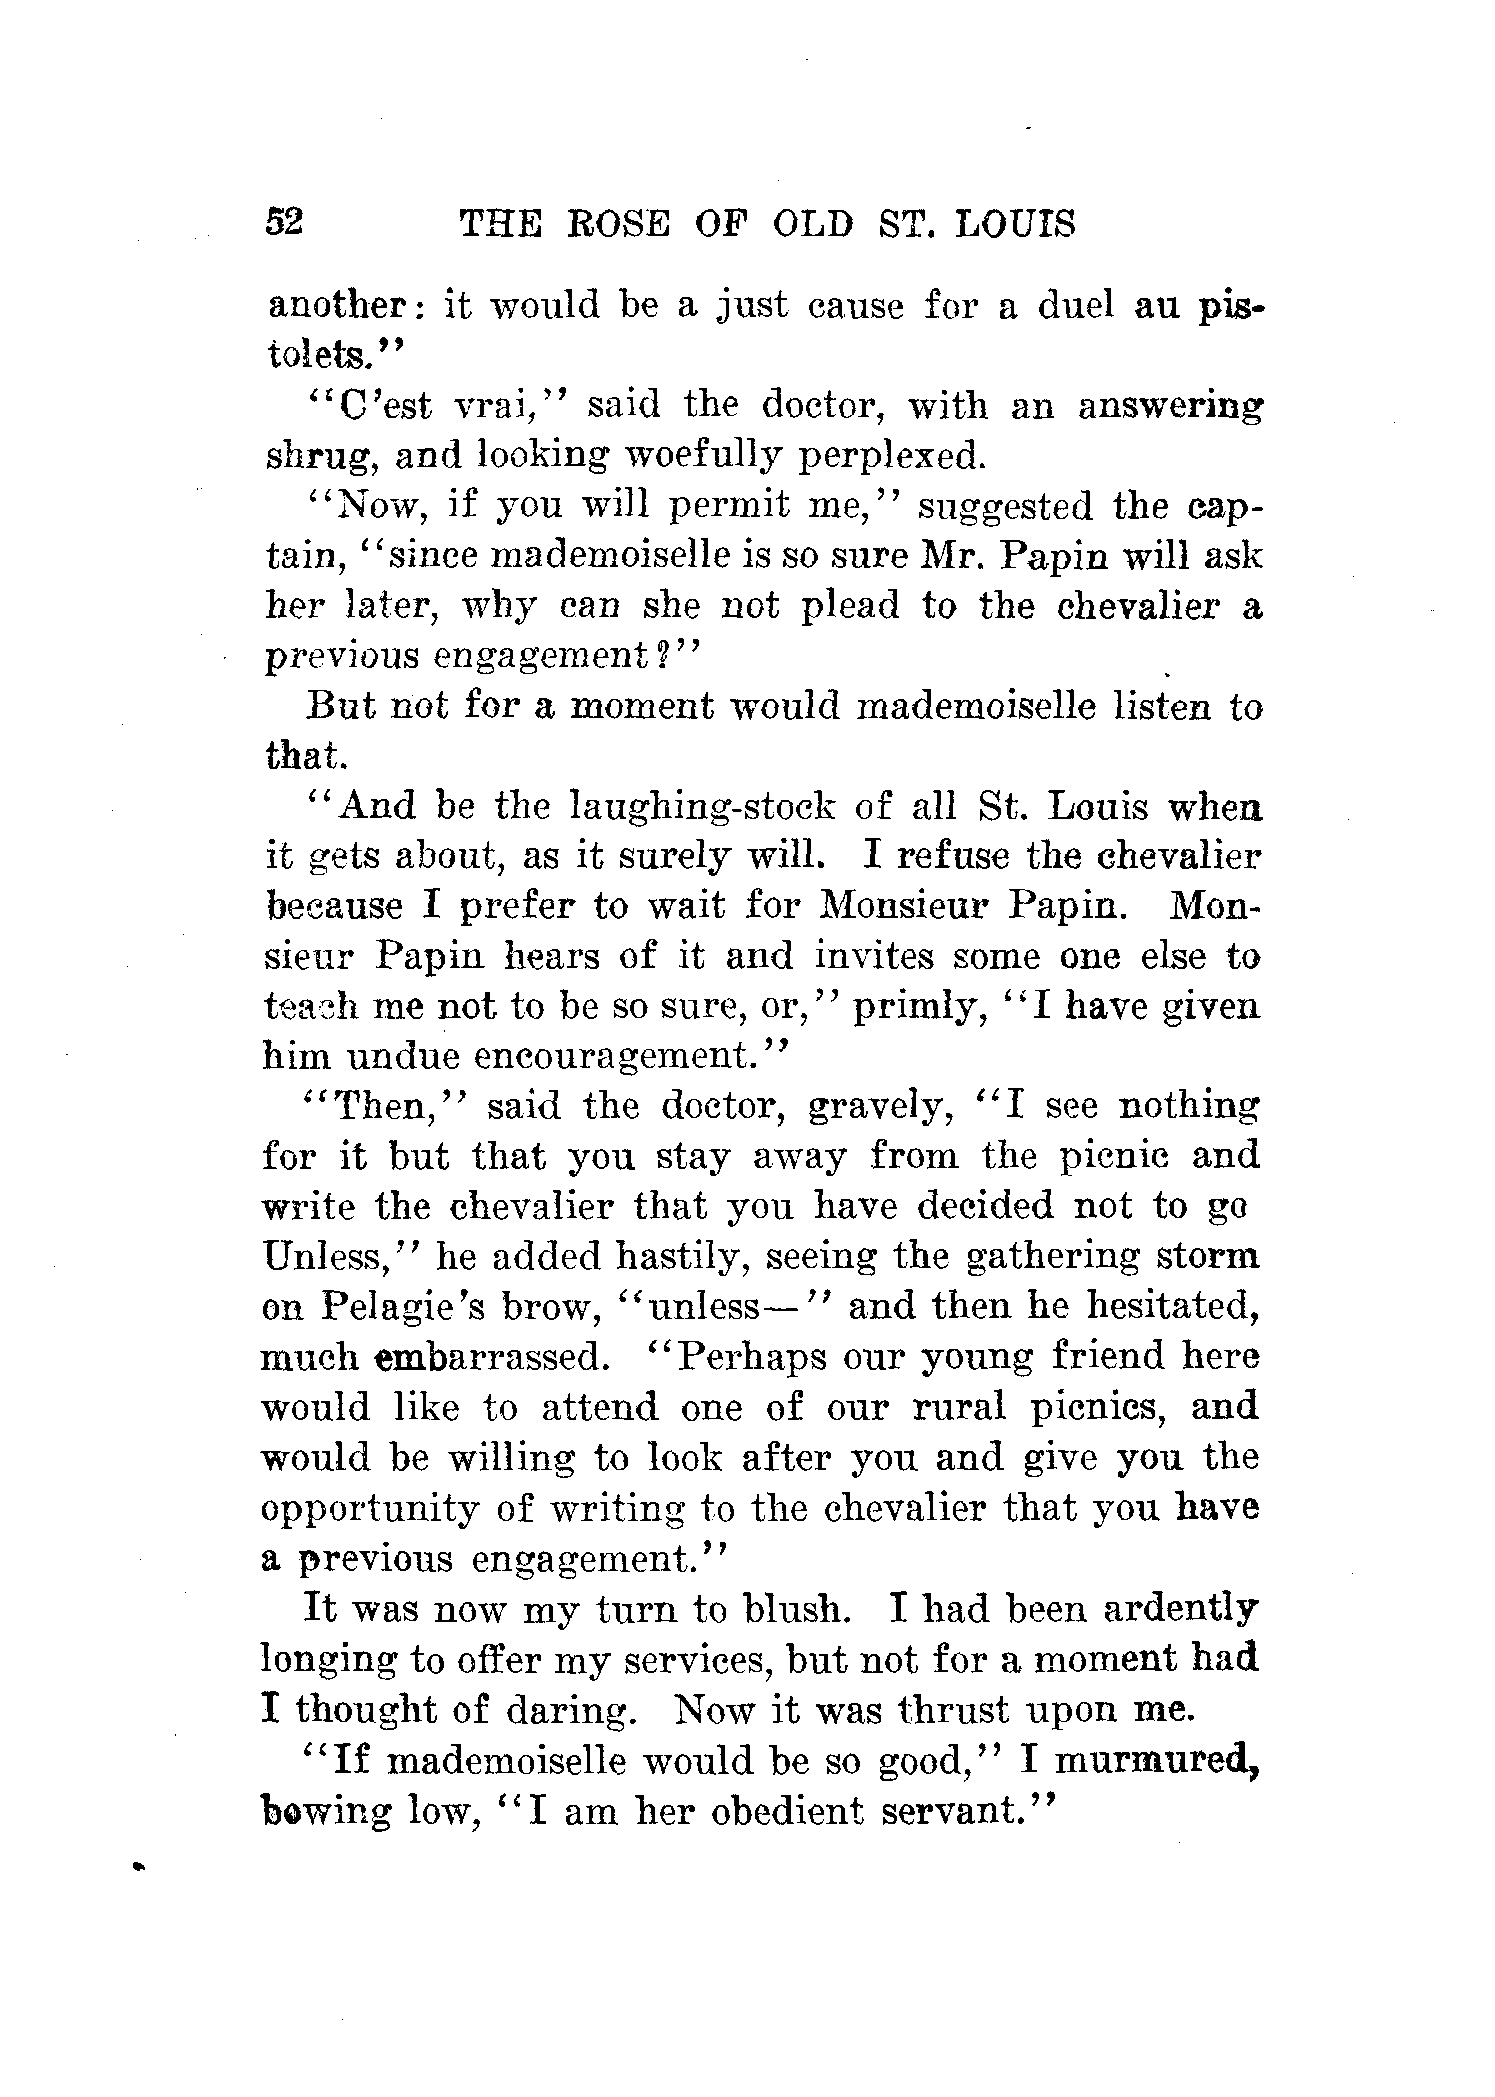 52 THE ROSE OF OLD ST. LOUIS
another: it would be a just cause for a duel au pis-
tolets."
"C'est vrai," said the doctor, with an answering
shrug, and looking woefully perplexed.
"Now, if you will permit me," suggested the cap-
tain, "since mademoiselle is so sure Mr. Papin will ask
her later, why can she not plead to the chevalier a
previous engagement?"
But not for a moment would mademoiselle listen to
that.
"And be the laughing-stock of all St. Louis when
it gets about, as it surely will. I refuse the chevalier
because I prefer to wait for Monsieur Papin. Mon-
sieur Papin hears of it and invites some one else to
teach me not to be so sure, or," primly, "I have given
him undue encouragement."
"Then," said the doctor, gravely, "I see nothing
for it but that you stay away from the picnic and
write the chevalier that you have decided not to go
Unless," he added hastily, seeing the gathering storm
on Pelagie's brow, "unless—" and then he hesitated,
much embarrassed. "Perhaps our young friend here
would like to attend one of our rural picnics, and
would be willing to look after you and give you the
opportunity of writing to the chevalier that you have
a previous engagement."
It was now my turn to blush. I had been ardently
longing to offer my services, but not for a moment had
I thought of daring. Now it was thrust upon me.
"If mademoiselle would be so good," I murmured,
bowing low, "I am her obedient servant."